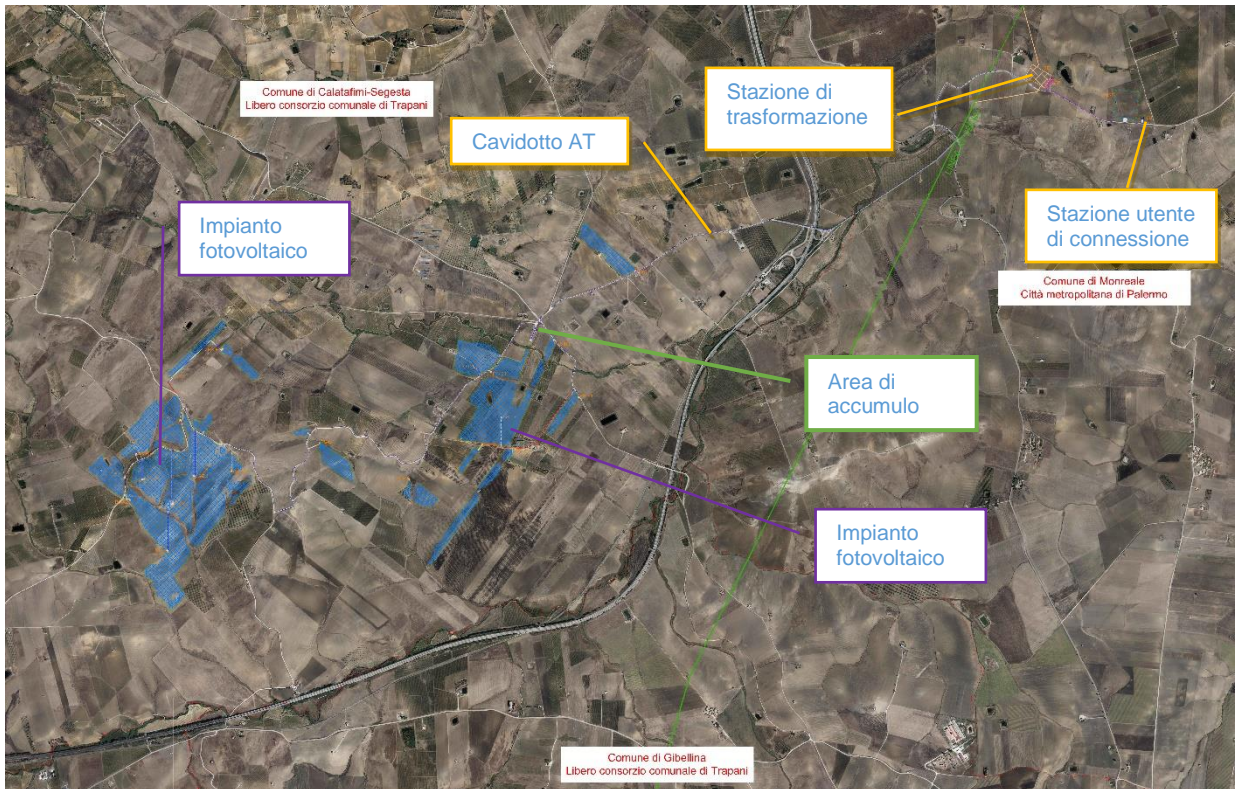 Comune di Calatafimi-Segesta
Libero consorzio comunale di Trapani
Stazione di
trasformazione
Cavidotto AT
Impianto
fotovoltaico
Stazione utente
di connessione
Comune di Monreale
Città metropolitana di Palermo
Area di
accumulo
Impianto
fotovoltaico
Comune di Gibellina
Libero consorzio comunale di Trapani